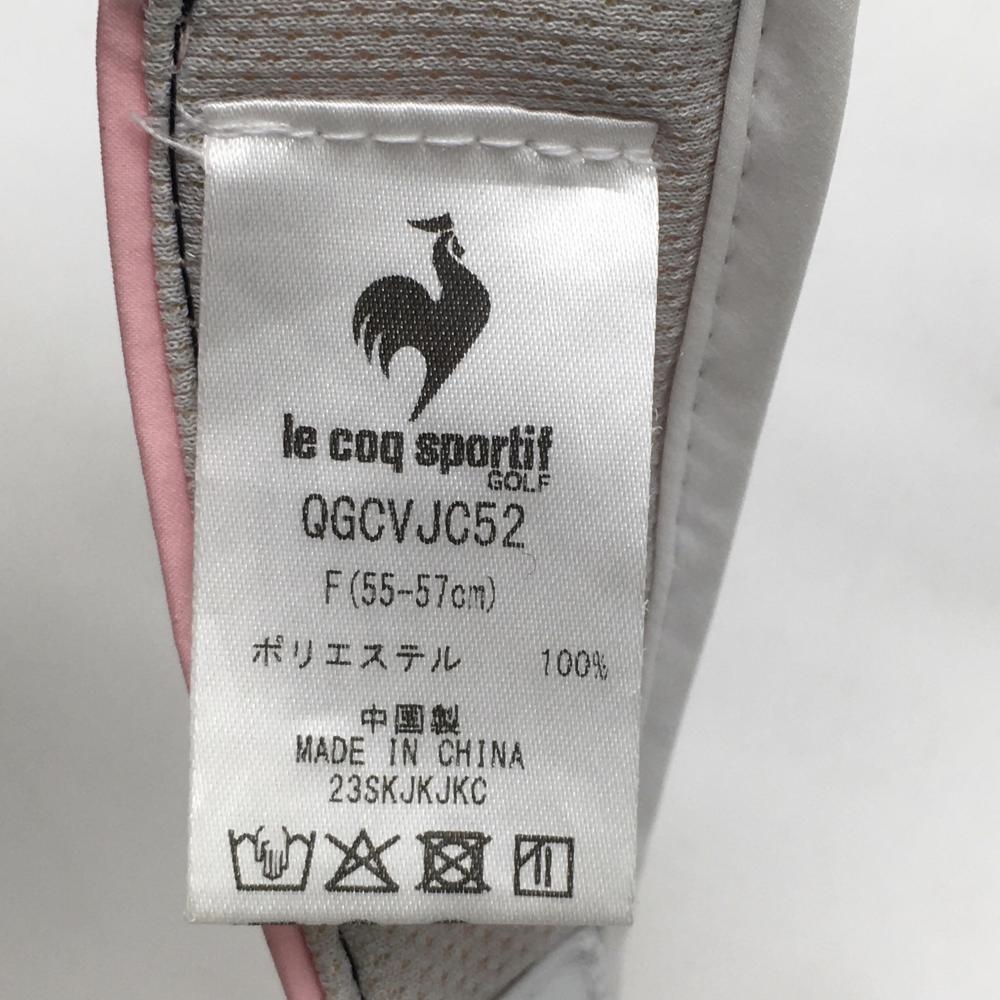 le coq sportif
GOLF
QGCVJC52
F(55-57cm)
ポリエステル 100%
中国製
MADE IN CHINA
23SKJKJKC